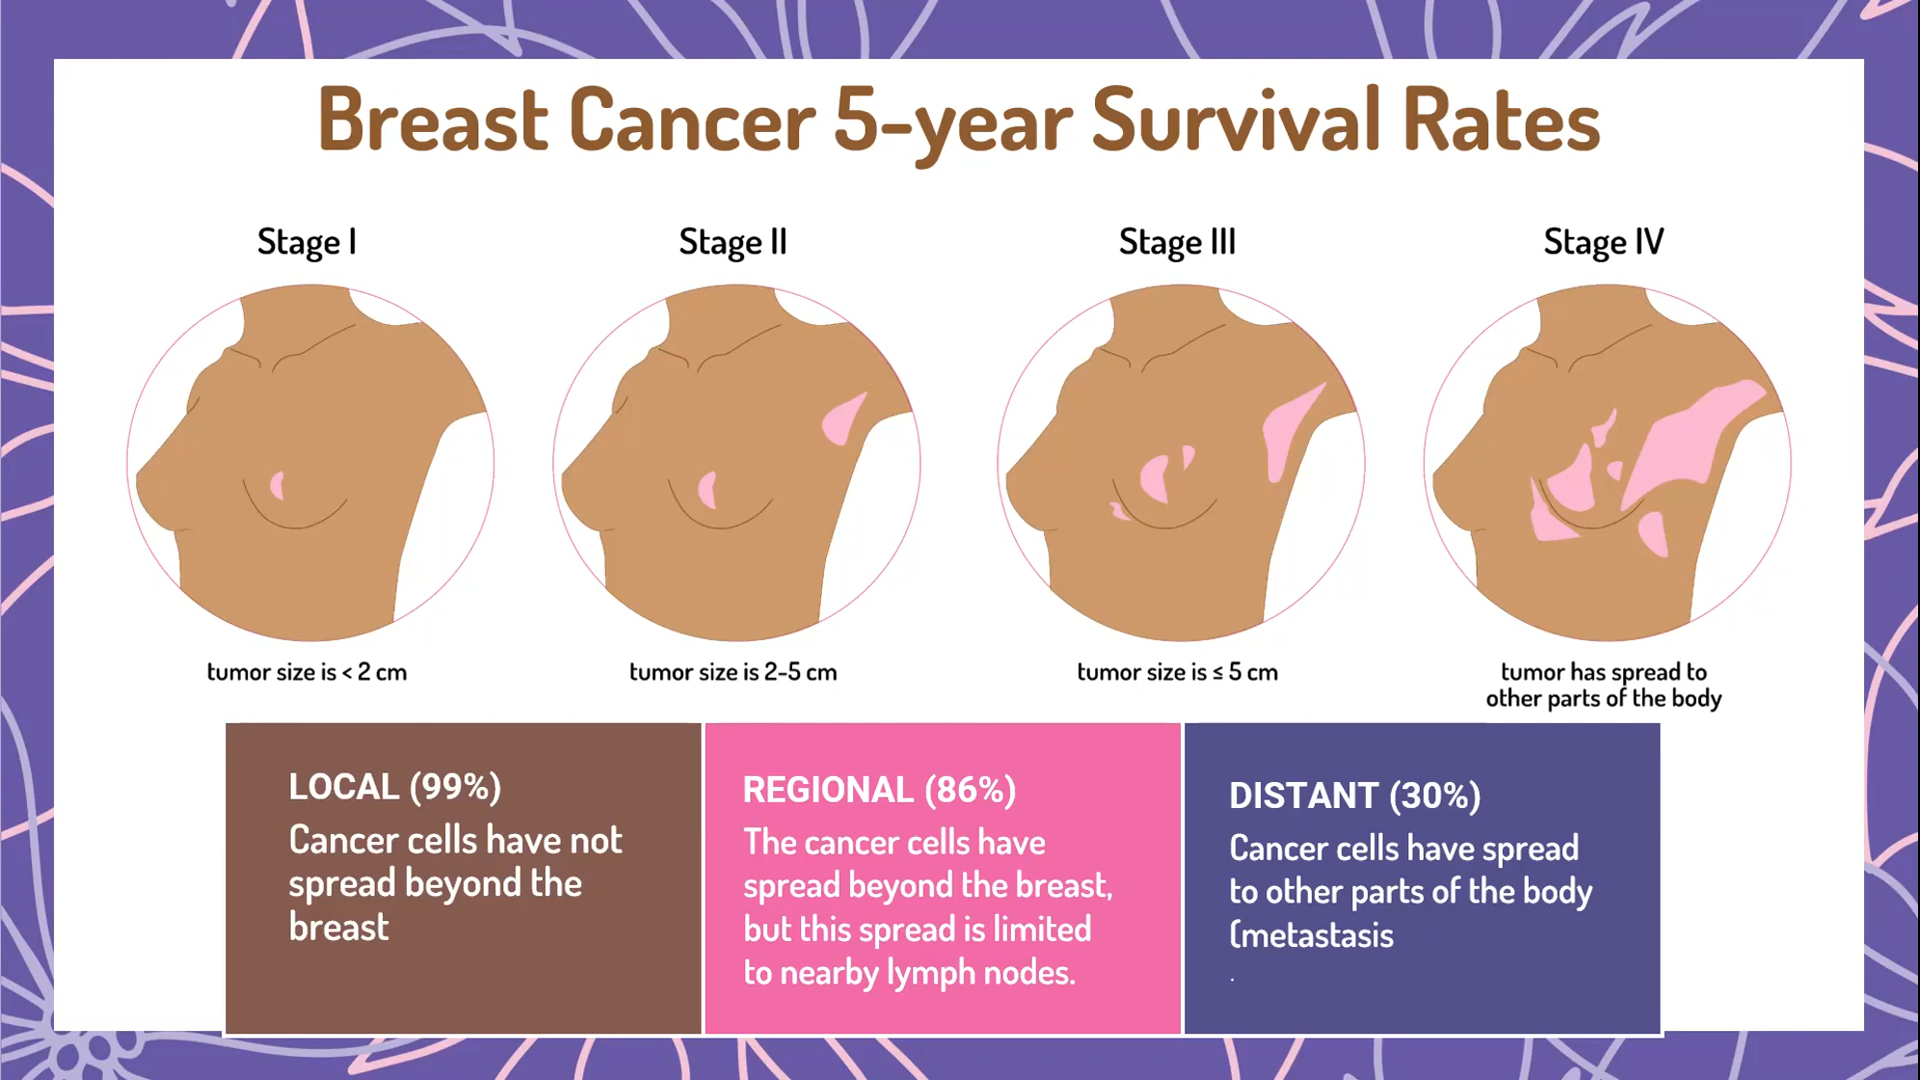 Breast Cancer 5-year Survival Rates
Stage I
Stage II
Stage III
Stage IV
tumor size is < 2 cm
tumor size is 2-5 cm
tumor size is ≤ 5 cm
tumor has spread to
other parts of the body
LOCAL (99%)
Cancer cells have not
spread beyond the
breast
REGIONAL (86%)
The cancer cells have
spread beyond the breast,
but this spread is limited
to nearby lymph nodes.
DISTANT (30%)
Cancer cells have spread
to other parts of the body
(metastasis
.